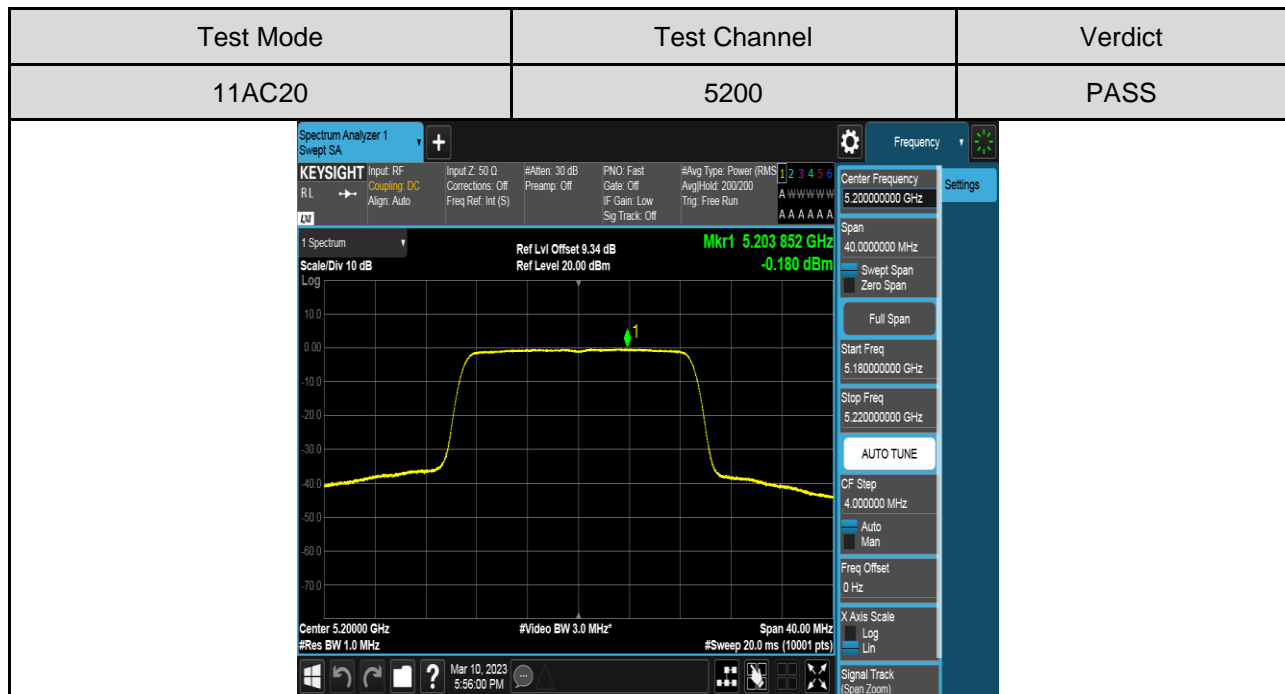 Test Mode Test Channel Verdict
11AC20 5200 PASS
Spectrum Analyzer 1
Swept SA
+
Frequency
KEYSIGHT
R L
LXI
Input: RF
Coupling: DC
Align: Auto
Input Z: 50 Ω
Corrections: Off
Freq Ref: Int (S)
#Atten: 30 dB
Preamp: Off
PNO: Fast
Gate: Off
IF Gain: Low
Sig Track: Off
#Avg Type: Power (RMS
Avg|Hold: 200/200
Trig: Free Run
1 2 3 4 5 6
A W W W W W
A A A A A A
1 Spectrum
Scale/Div 10 dB
Log
Ref Lvl Offset 9.34 dB
Ref Level 20.00 dBm
Mkr1 5.203 852 GHz
-0.180 dBm
10.0
1
0.00
-10.0
-20.0
-30.0
-40.0
-50.0
-60.0
-70.0
Center 5.20000 GHz
#Res BW 1.0 MHz
#Video BW 3.0 MHz*
Span 40.00 MHz
#Sweep 20.0 ms (10001 pts)
?
Mar 10, 2023
5:56:00 PM
Center Frequency
5.200000000 GHz
Settings
Span
40.0000000 MHz
Swept Span
Zero Span
Full Span
Start Freq
5.180000000 GHz
Stop Freq
5.220000000 GHz
AUTO TUNE
CF Step
4.000000 MHz
Auto
Man
Freq Offset
0 Hz
X Axis Scale
Log
Lin
Signal Track
(Span Zoom)